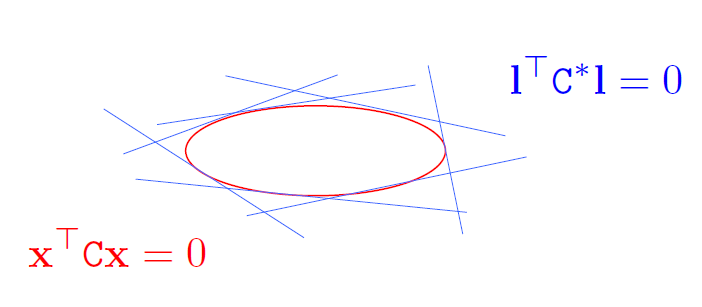 l⊤C*l = 0
x⊤Cx = 0